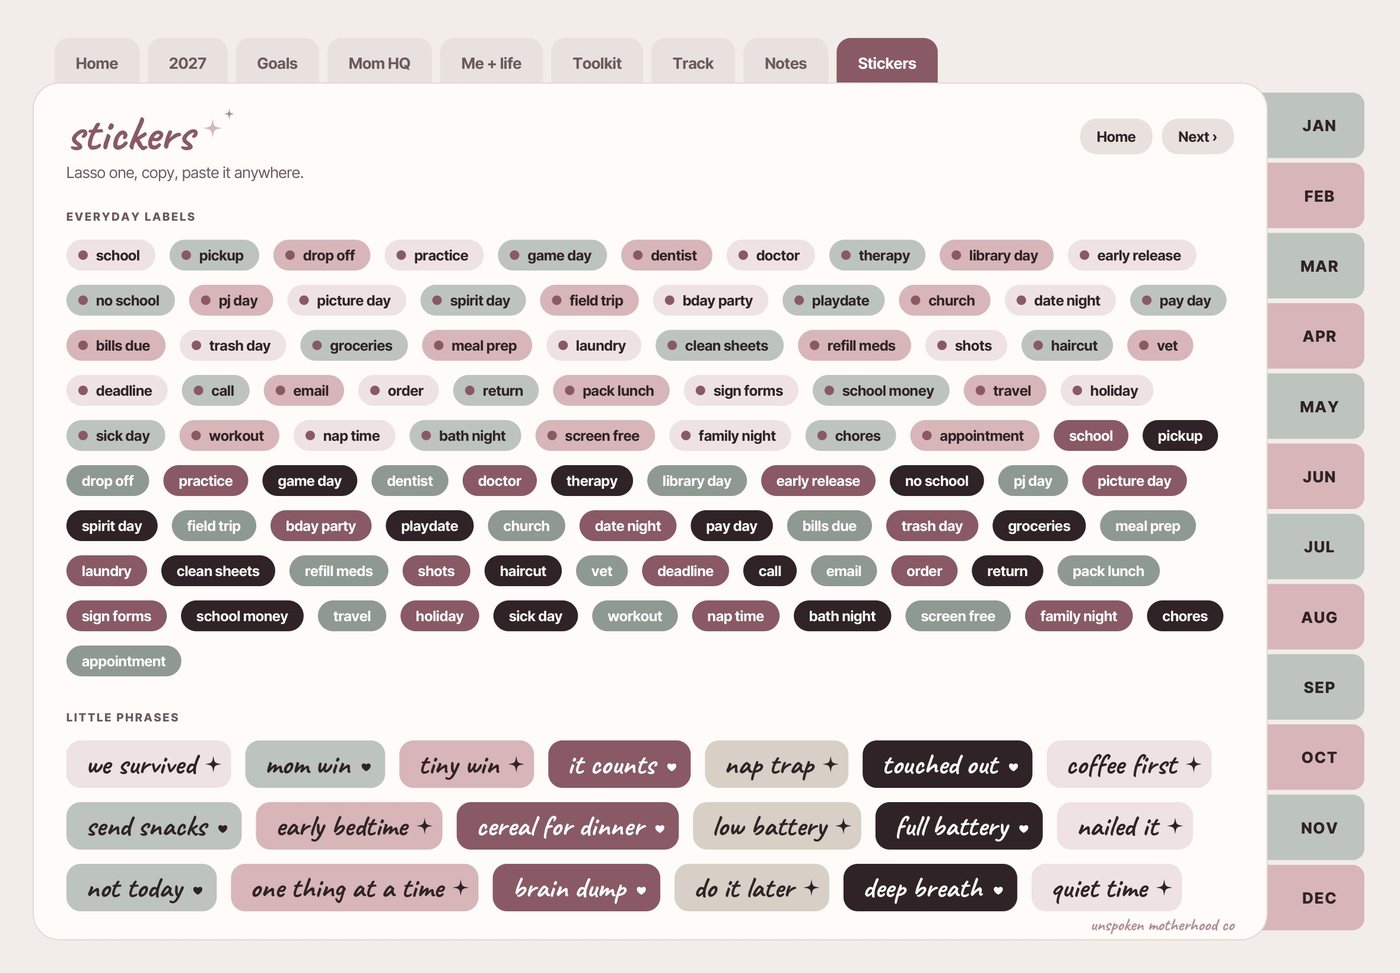 Home 2027 Goals Mom HQ Me + life Toolkit Track Notes Stickers
stickers
Home Next ›
Lasso one, copy, paste it anywhere.
EVERYDAY LABELS
school pickup drop off practice game day dentist doctor therapy library day early release
no school pj day picture day spirit day field trip bday party playdate church date night pay day
bills due trash day groceries meal prep laundry clean sheets refill meds shots haircut vet
deadline call email order return pack lunch sign forms school money travel holiday
sick day workout nap time bath night screen free family night chores appointment school pickup
drop off practice game day dentist doctor therapy library day early release no school pj day picture day
spirit day field trip bday party playdate church date night pay day bills due trash day groceries meal prep
laundry clean sheets refill meds shots haircut vet deadline call email order return pack lunch
sign forms school money travel holiday sick day workout nap time bath night screen free family night chores
appointment
LITTLE PHRASES
we survived mom win tiny win it counts nap trap touched out coffee first
send snacks early bedtime cereal for dinner low battery full battery nailed it
not today one thing at a time brain dump do it later deep breath quiet time
unspoken motherhood co
JAN
FEB
MAR
APR
MAY
JUN
JUL
AUG
SEP
OCT
NOV
DEC